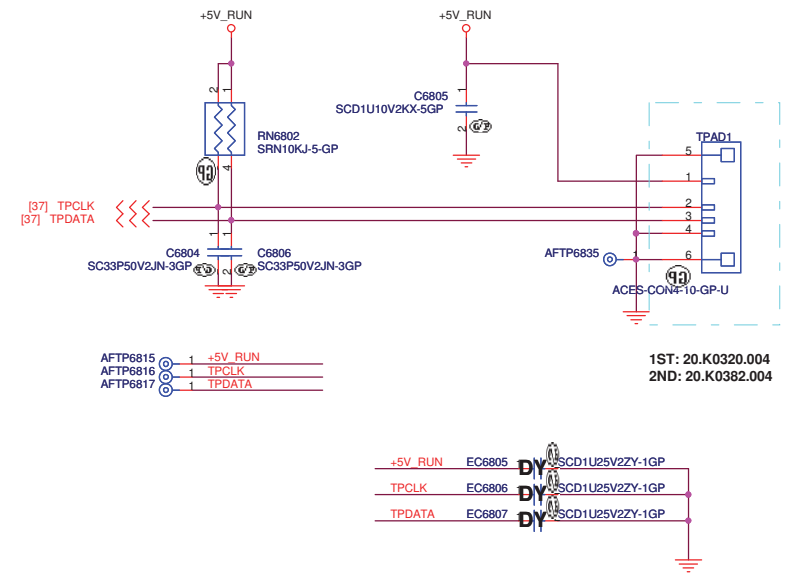 +5V_RUN
+5V_RUN
2 1
C6805
SCD1U10V2KX-5GP
1
2
G/P
RN6802
SRN10KJ-5-GP
GP
4
TPAD1
5
1
[37] TPCLK
2
[37] TPDATA
3
4
1 1
C6804
C6806
SC33P50V2JN-3GP
SC33P50V2JN-3GP
2 2
AFTP6835
1
6
GP
ACES-CON4-10-GP-U
AFTP6815 1 +5V_RUN
AFTP6816 1 TPCLK
AFTP6817 1 TPDATA
1ST: 20.K0320.004
2ND: 20.K0382.004
+5V_RUN EC6805 DY SCD1U25V2ZY-1GP
TPCLK EC6806 DY SCD1U25V2ZY-1GP
TPDATA EC6807 DY SCD1U25V2ZY-1GP